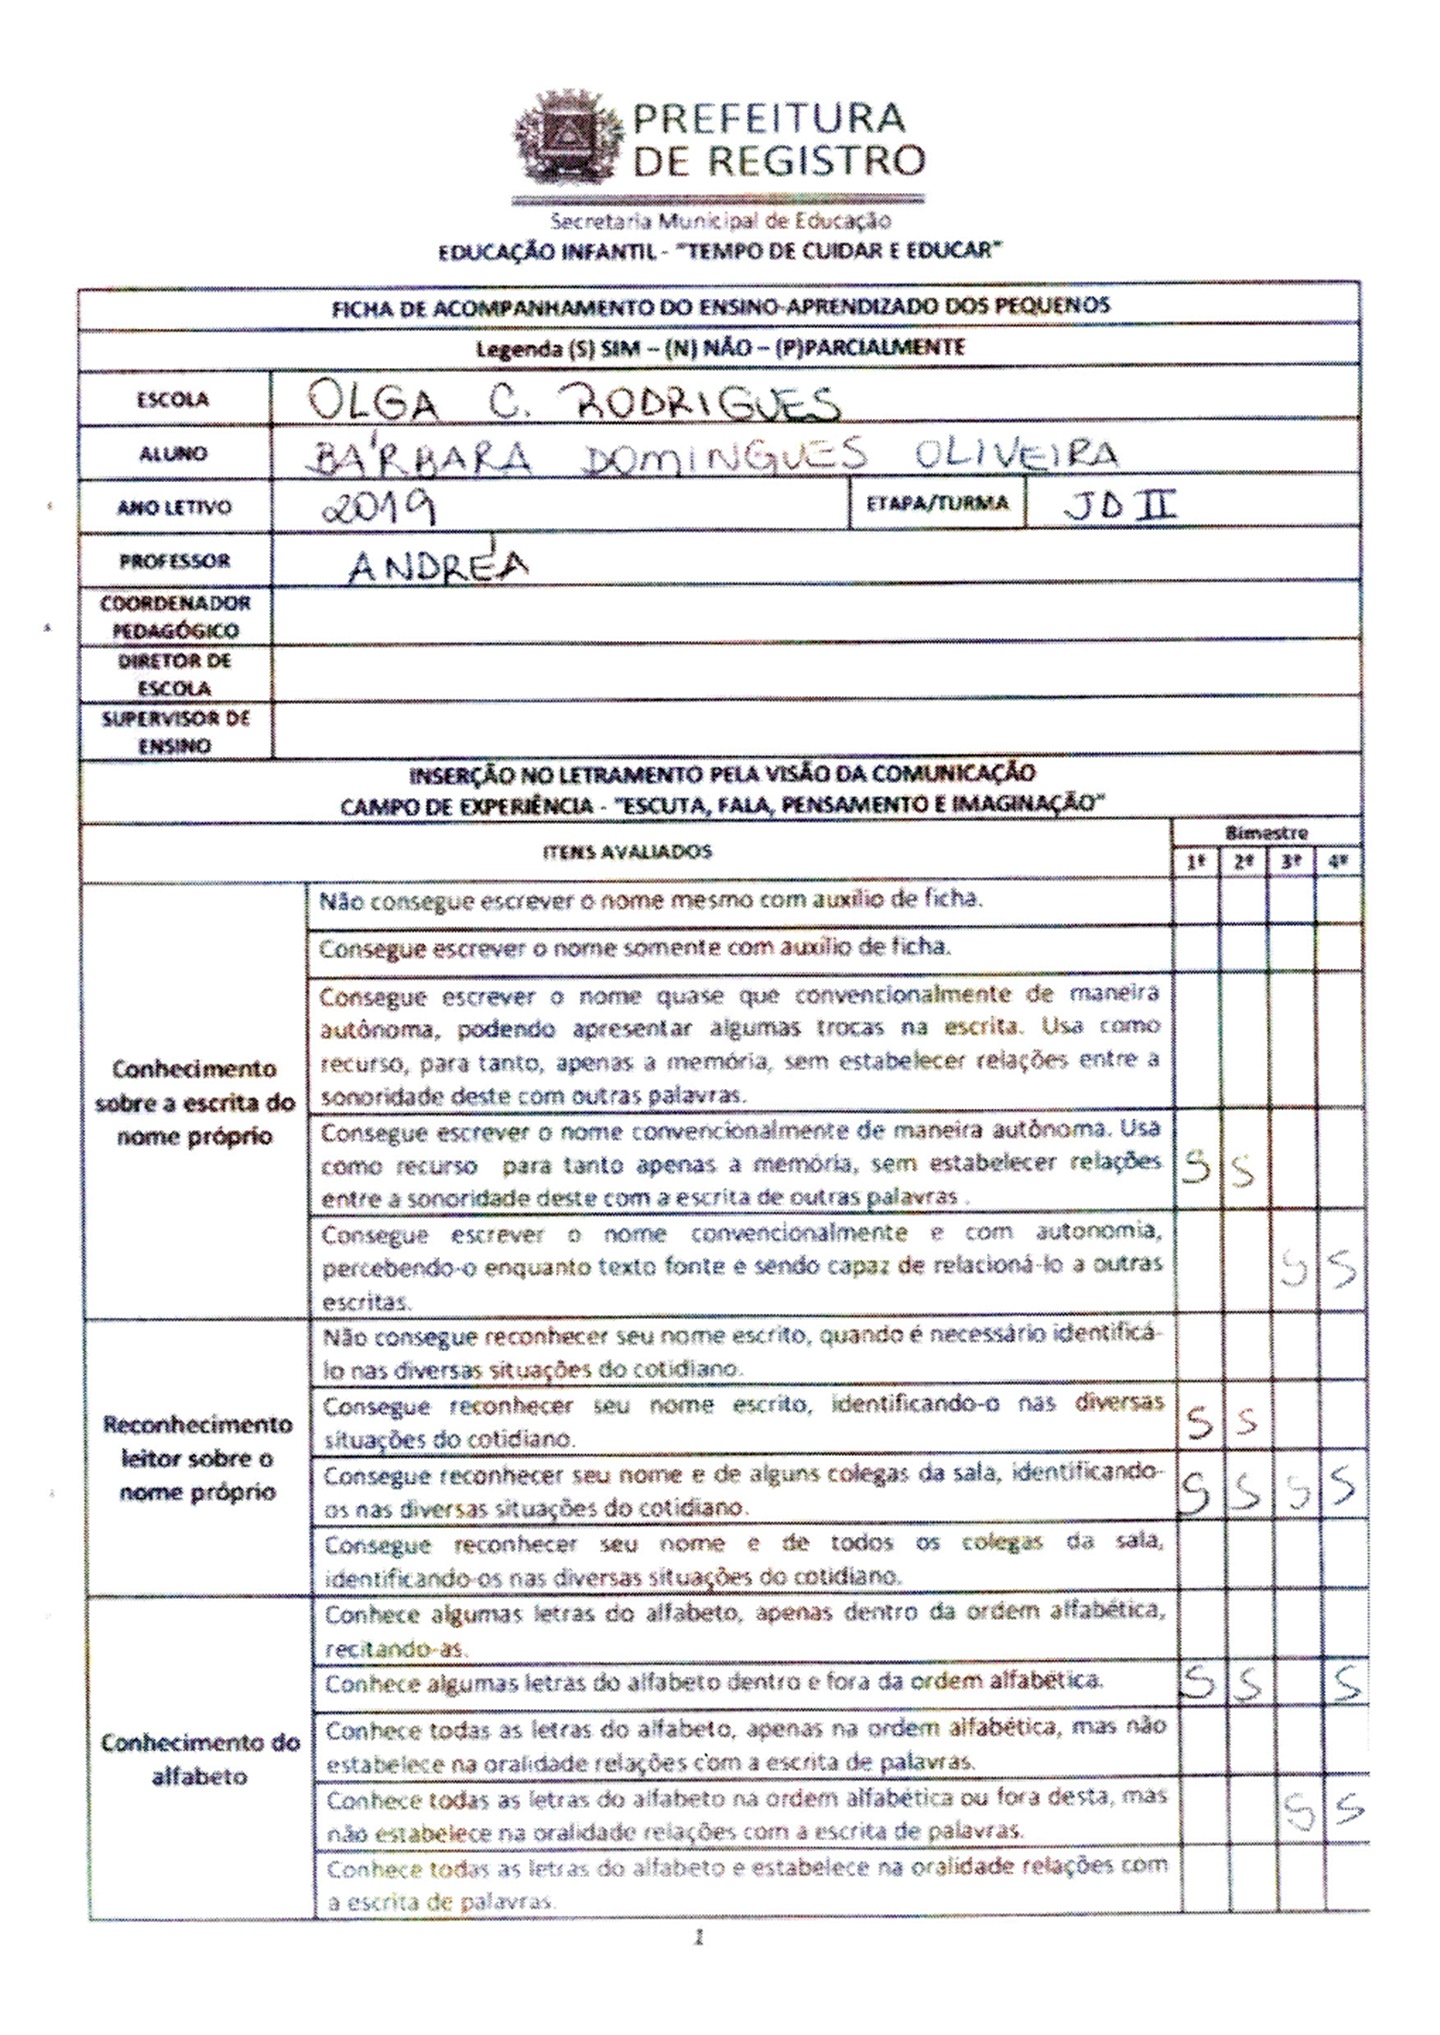 PREFEITURA
DE REGISTRO
Secretaria Municipal de Educação
EDUCAÇÃO INFANTIL - "TEMPO DE CUIDAR E EDUCAR"
FICHA DE ACOMPANHAMENTO DO ENSINO-APRENDIZADO DOS PEQUENOS
Legenda (S) SIM – (N) NÃO – (P)PARCIALMENTE
ESCOLA OLGA C. RODRIGUES
ALUNO BÁRBARA DOMINGUES OLIVEIRA
ANO LETIVO 2019 ETAPA/TURMA JD II
PROFESSOR ANDRÉA
COORDENADOR
PEDAGÓGICO
DIRETOR DE
ESCOLA
SUPERVISOR DE
ENSINO
INSERÇÃO NO LETRAMENTO PELA VISÃO DA COMUNICAÇÃO
CAMPO DE EXPERIÊNCIA - "ESCUTA, FALA, PENSAMENTO E IMAGINAÇÃO"
ITENS AVALIADOS
Bimestre
1º 2º 3º 4º
Conhecimento
sobre a escrita do
nome próprio
Não consegue escrever o nome mesmo com auxílio de ficha.
Consegue escrever o nome somente com auxílio de ficha.
Consegue escrever o nome quase que convencionalmente de maneira
autônoma, podendo apresentar algumas trocas na escrita. Usa como
recurso, para tanto, apenas a memória, sem estabelecer relações entre a
sonoridade deste com outras palavras.
Consegue escrever o nome convencionalmente de maneira autônoma. Usa
como recurso para tanto apenas a memória, sem estabelecer relações
entre a sonoridade deste com a escrita de outras palavras .
S S
Consegue escrever o nome convencionalmente e com autonomia,
percebendo-o enquanto texto fonte e sendo capaz de relacioná-lo a outras
escritas.
S S
Reconhecimento
leitor sobre o
nome próprio
Não consegue reconhecer seu nome escrito, quando é necessário identificá-
lo nas diversas situações do cotidiano.
Consegue reconhecer seu nome escrito, identificando-o nas diversas
situações do cotidiano.
S S
Consegue reconhecer seu nome e de alguns colegas da sala, identificando-
os nas diversas situações do cotidiano.
S S S S
Consegue reconhecer seu nome e de todos os colegas da sala,
identificando-os nas diversas situações do cotidiano.
Conhecimento do
alfabeto
Conhece algumas letras do alfabeto, apenas dentro da ordem alfabética,
recitando-as.
Conhece algumas letras do alfabeto dentro e fora da ordem alfabética.
S S S
Conhece todas as letras do alfabeto, apenas na ordem alfabética, mas não
estabelece na oralidade relações com a escrita de palavras.
Conhece todas as letras do alfabeto na ordem alfabética ou fora desta, mas
não estabelece na oralidade relações com a escrita de palavras.
S S
Conhece todas as letras do alfabeto e estabelece na oralidade relações com
a escrita de palavras.
1